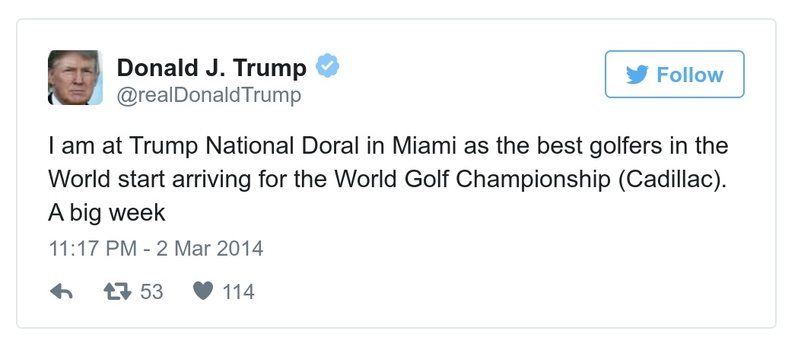 Donald J. Trump
@realDonaldTrump
Follow
I am at Trump National Doral in Miami as the best golfers in the
World start arriving for the World Golf Championship (Cadillac).
A big week
11:17 PM - 2 Mar 2014
53 114